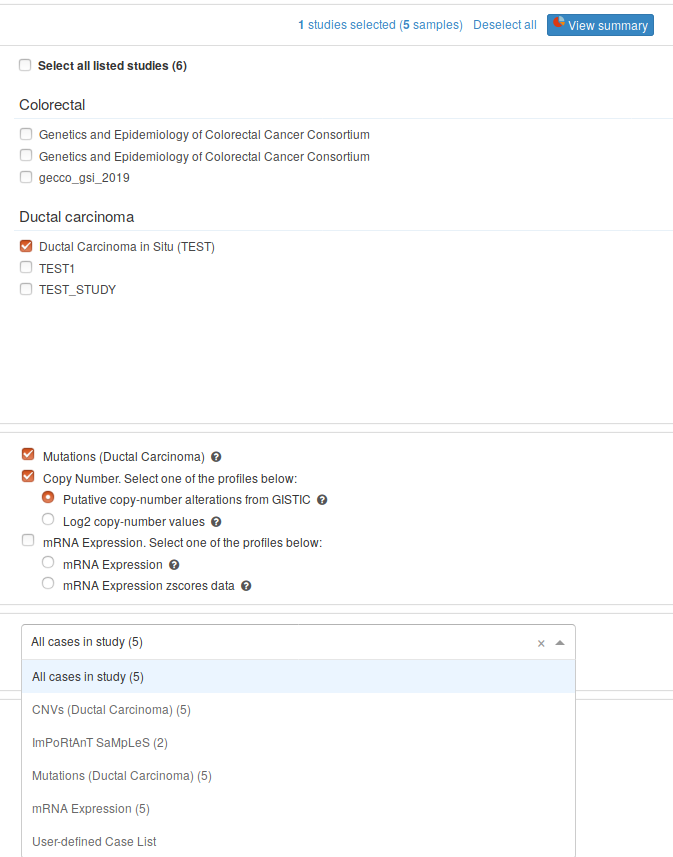 1 studies selected (5 samples) Deselect all View summary
Select all listed studies (6)
Colorectal
Genetics and Epidemiology of Colorectal Cancer Consortium
Genetics and Epidemiology of Colorectal Cancer Consortium
gecco_gsi_2019
Ductal carcinoma
Ductal Carcinoma in Situ (TEST)
TEST1
TEST_STUDY
Mutations (Ductal Carcinoma) ?
Copy Number. Select one of the profiles below:
Putative copy-number alterations from GISTIC ?
Log2 copy-number values ?
mRNA Expression. Select one of the profiles below:
mRNA Expression ?
mRNA Expression zscores data ?
All cases in study (5) ×
All cases in study (5)
CNVs (Ductal Carcinoma) (5)
ImPoRtAnT SaMpLeS (2)
Mutations (Ductal Carcinoma) (5)
mRNA Expression (5)
User-defined Case List